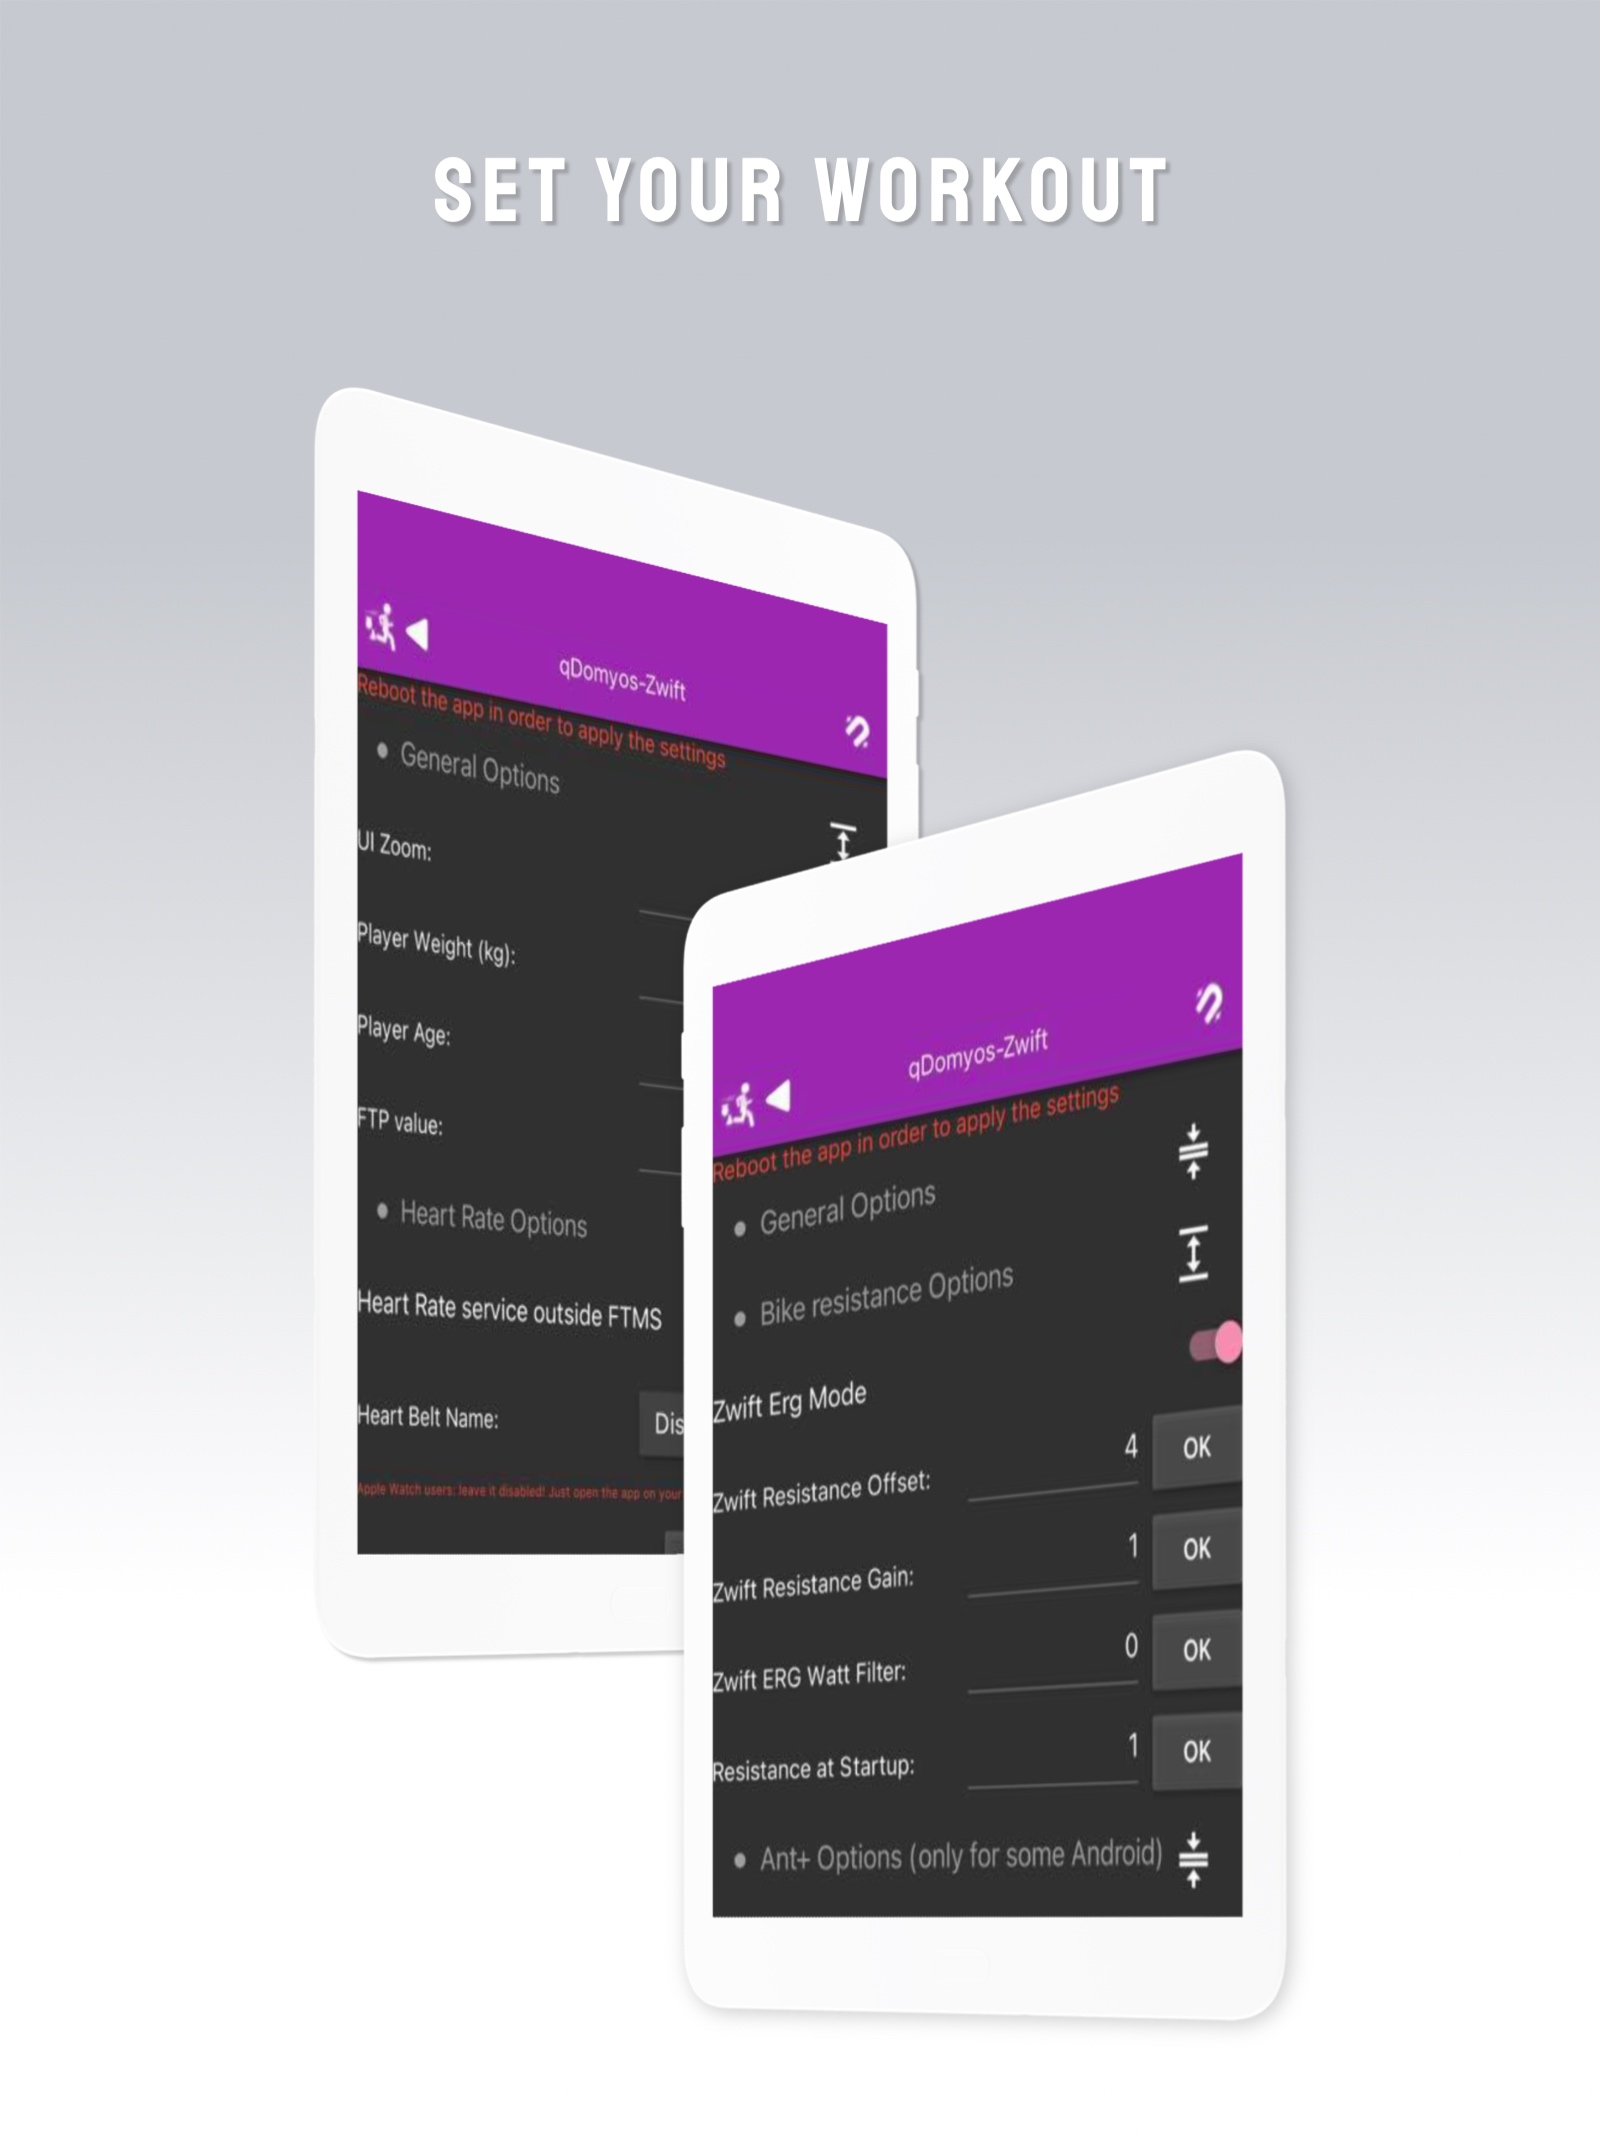 SET YOUR WORKOUT
qDomyos-Zwift
Reboot the app in order to apply the settings
General Options
UI Zoom:
Player Weight (kg):
Player Age:
FTP value:
Heart Rate Options
Heart Rate service outside FTMS
Heart Belt Name:
Dis
Apple Watch users: leave it disabled! Just open the app on your
qDomyos-Zwift
Reboot the app in order to apply the settings
General Options
Bike resistance Options
Zwift Erg Mode
Zwift Resistance Offset: 4 OK
Zwift Resistance Gain: 1 OK
Zwift ERG Watt Filter: 0 OK
Resistance at Startup: 1 OK
Ant+ Options (only for some Android)